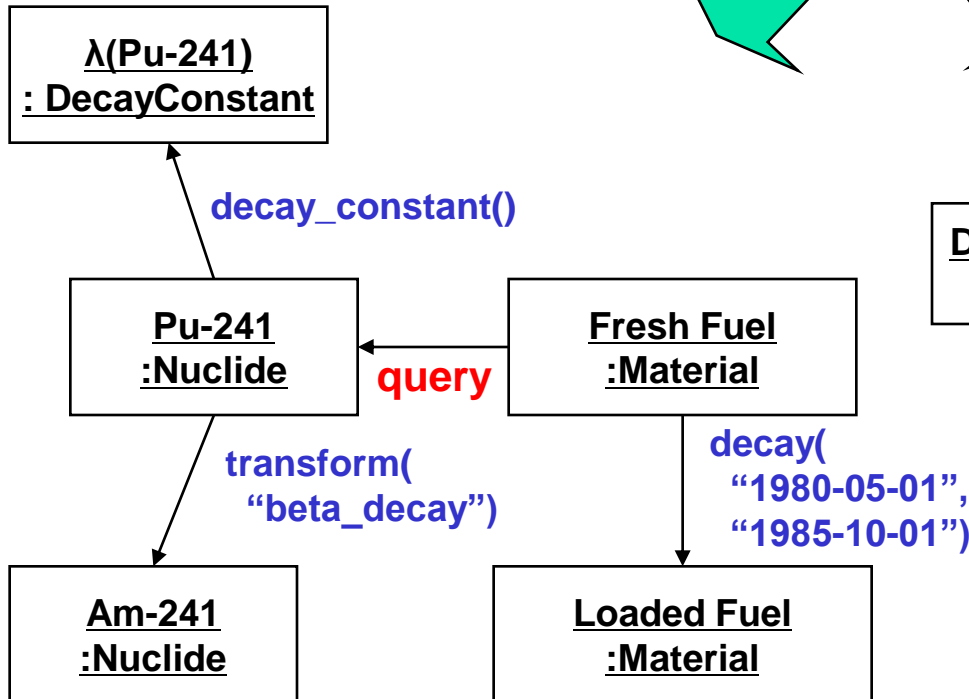 λ(Pu-241)
: DecayConstant
decay_constant()
D
Pu-241
:Nuclide
query
Fresh Fuel
:Material
transform(
“beta_decay”)
decay(
“1980-05-01”,
“1985-10-01”)
Am-241
:Nuclide
Loaded Fuel
:Material